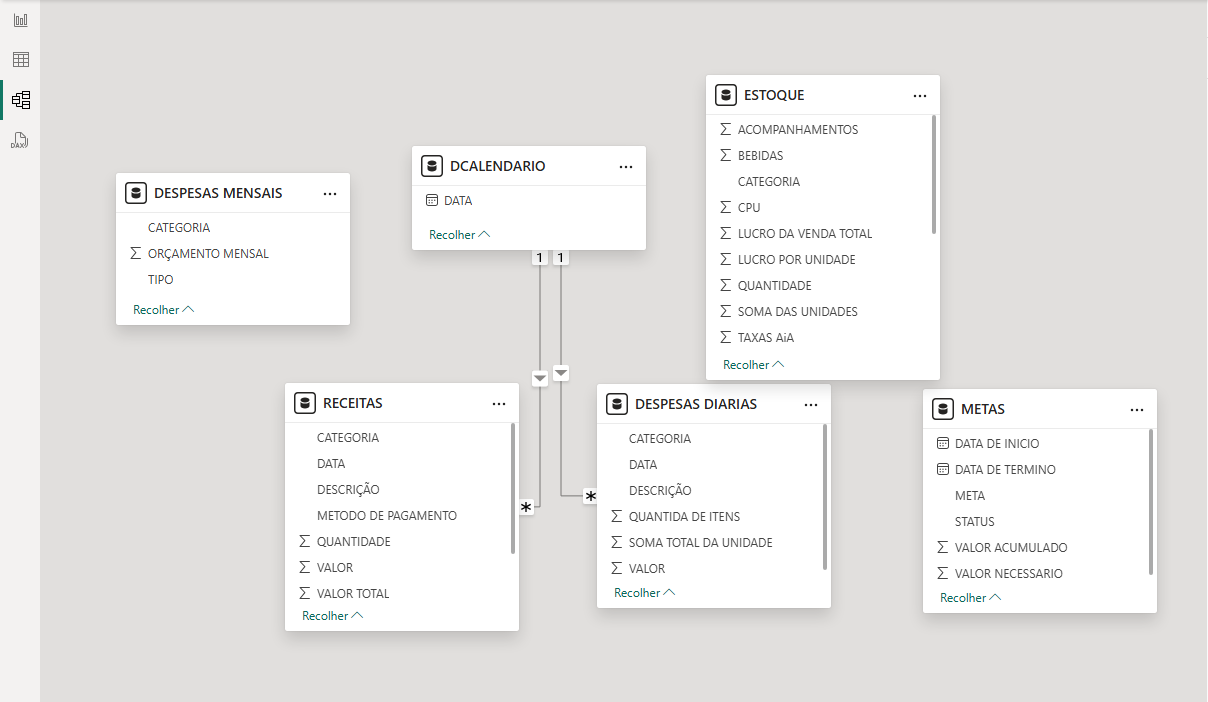 DAX
DESPESAS MENSAIS ...
CATEGORIA
ORÇAMENTO MENSAL
TIPO
Recolher
DCALENDARIO ...
DATA
Recolher
1 1
ESTOQUE ...
ACOMPANHAMENTOS
BEBIDAS
CATEGORIA
CPU
LUCRO DA VENDA TOTAL
LUCRO POR UNIDADE
QUANTIDADE
SOMA DAS UNIDADES
TAXAS AiA
Recolher
RECEITAS ...
CATEGORIA
DATA
DESCRIÇÃO
METODO DE PAGAMENTO
QUANTIDADE
VALOR
VALOR TOTAL
Recolher
*
*
DESPESAS DIARIAS ...
CATEGORIA
DATA
DESCRIÇÃO
QUANTIDA DE ITENS
SOMA TOTAL DA UNIDADE
VALOR
Recolher
METAS ...
DATA DE INICIO
DATA DE TERMINO
META
STATUS
VALOR ACUMULADO
VALOR NECESSARIO
Recolher